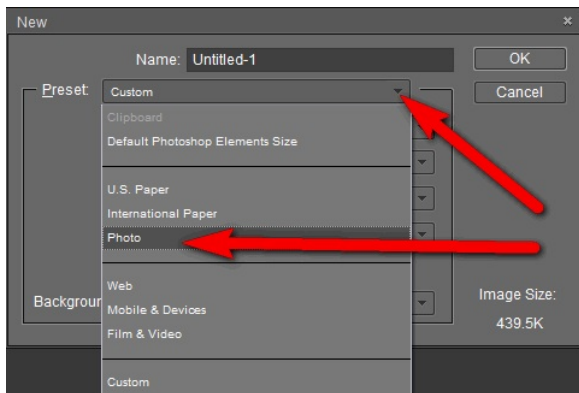 New
Name: Untitled-1
OK
Preset: Custom
Cancel
Clipboard
Default Photoshop Elements Size
U.S. Paper
International Paper
Photo
Web
Mobile & Devices
Film & Video
Custom
Backgrour
Image Size:
439.5K